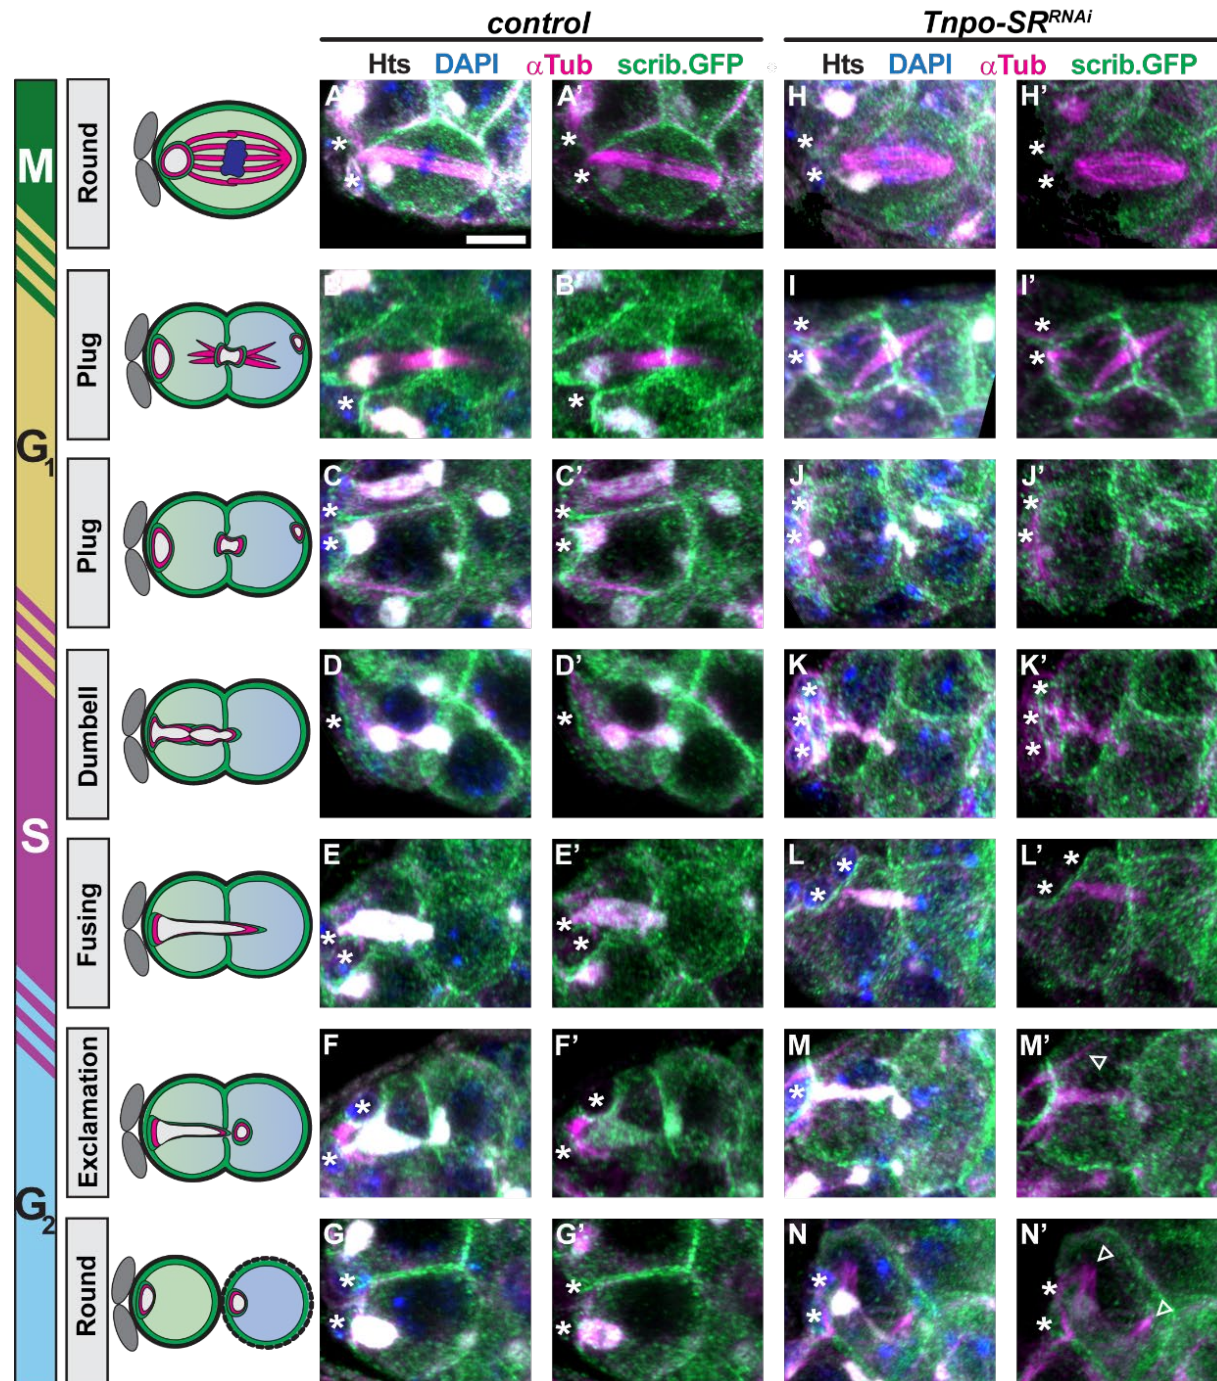 control Tnpo-SR^RNAi
Hts DAPI αTub scrib.GFP Hts DAPI αTub scrib.GFP
M Round A A' H H'
Plug B B' I I'
G₁
Plug C C' J J'
Dumbell D D' K K'
S Fusing E E' L L'
Exclamation F F' M M'
G₂
Round G G' N N'